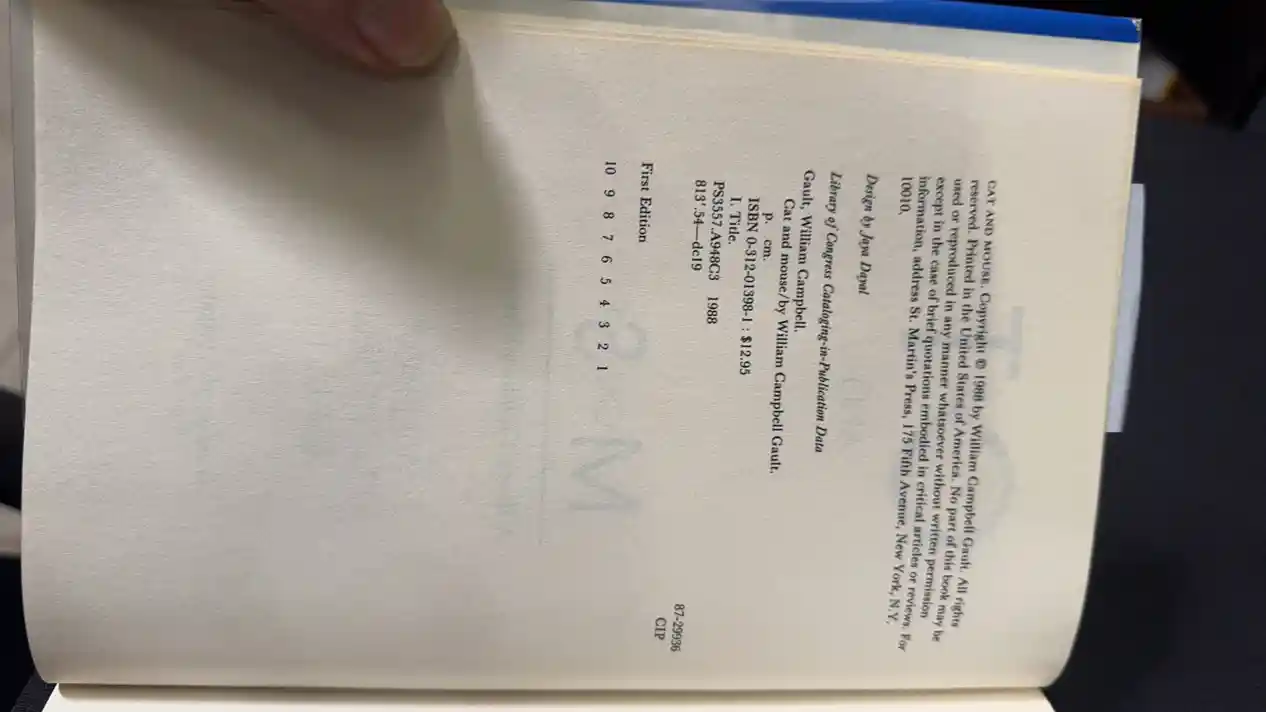 CAT AND MOUSE. Copyright © 1988 by William Campbell Gault. All rights
reserved. Printed in the United States of America. No part of this book may be
used or reproduced in any manner whatsoever without written permission
except in the case of brief quotations embodied in critical articles or reviews. For
information, address St. Martin's Press, 175 Fifth Avenue, New York, N.Y.
10010.
Design by Jaya Dayal
Library of Congress Cataloging-in-Publication Data
Gault, William Campbell.
Cat and mouse/by William Campbell Gault.
p. cm.
ISBN 0-312-01398-1 : $12.95
I. Title.
PS3557.A948C3 1988
813'.54—dc19
87-29936
CIP
First Edition
10 9 8 7 6 5 4 3 2 1